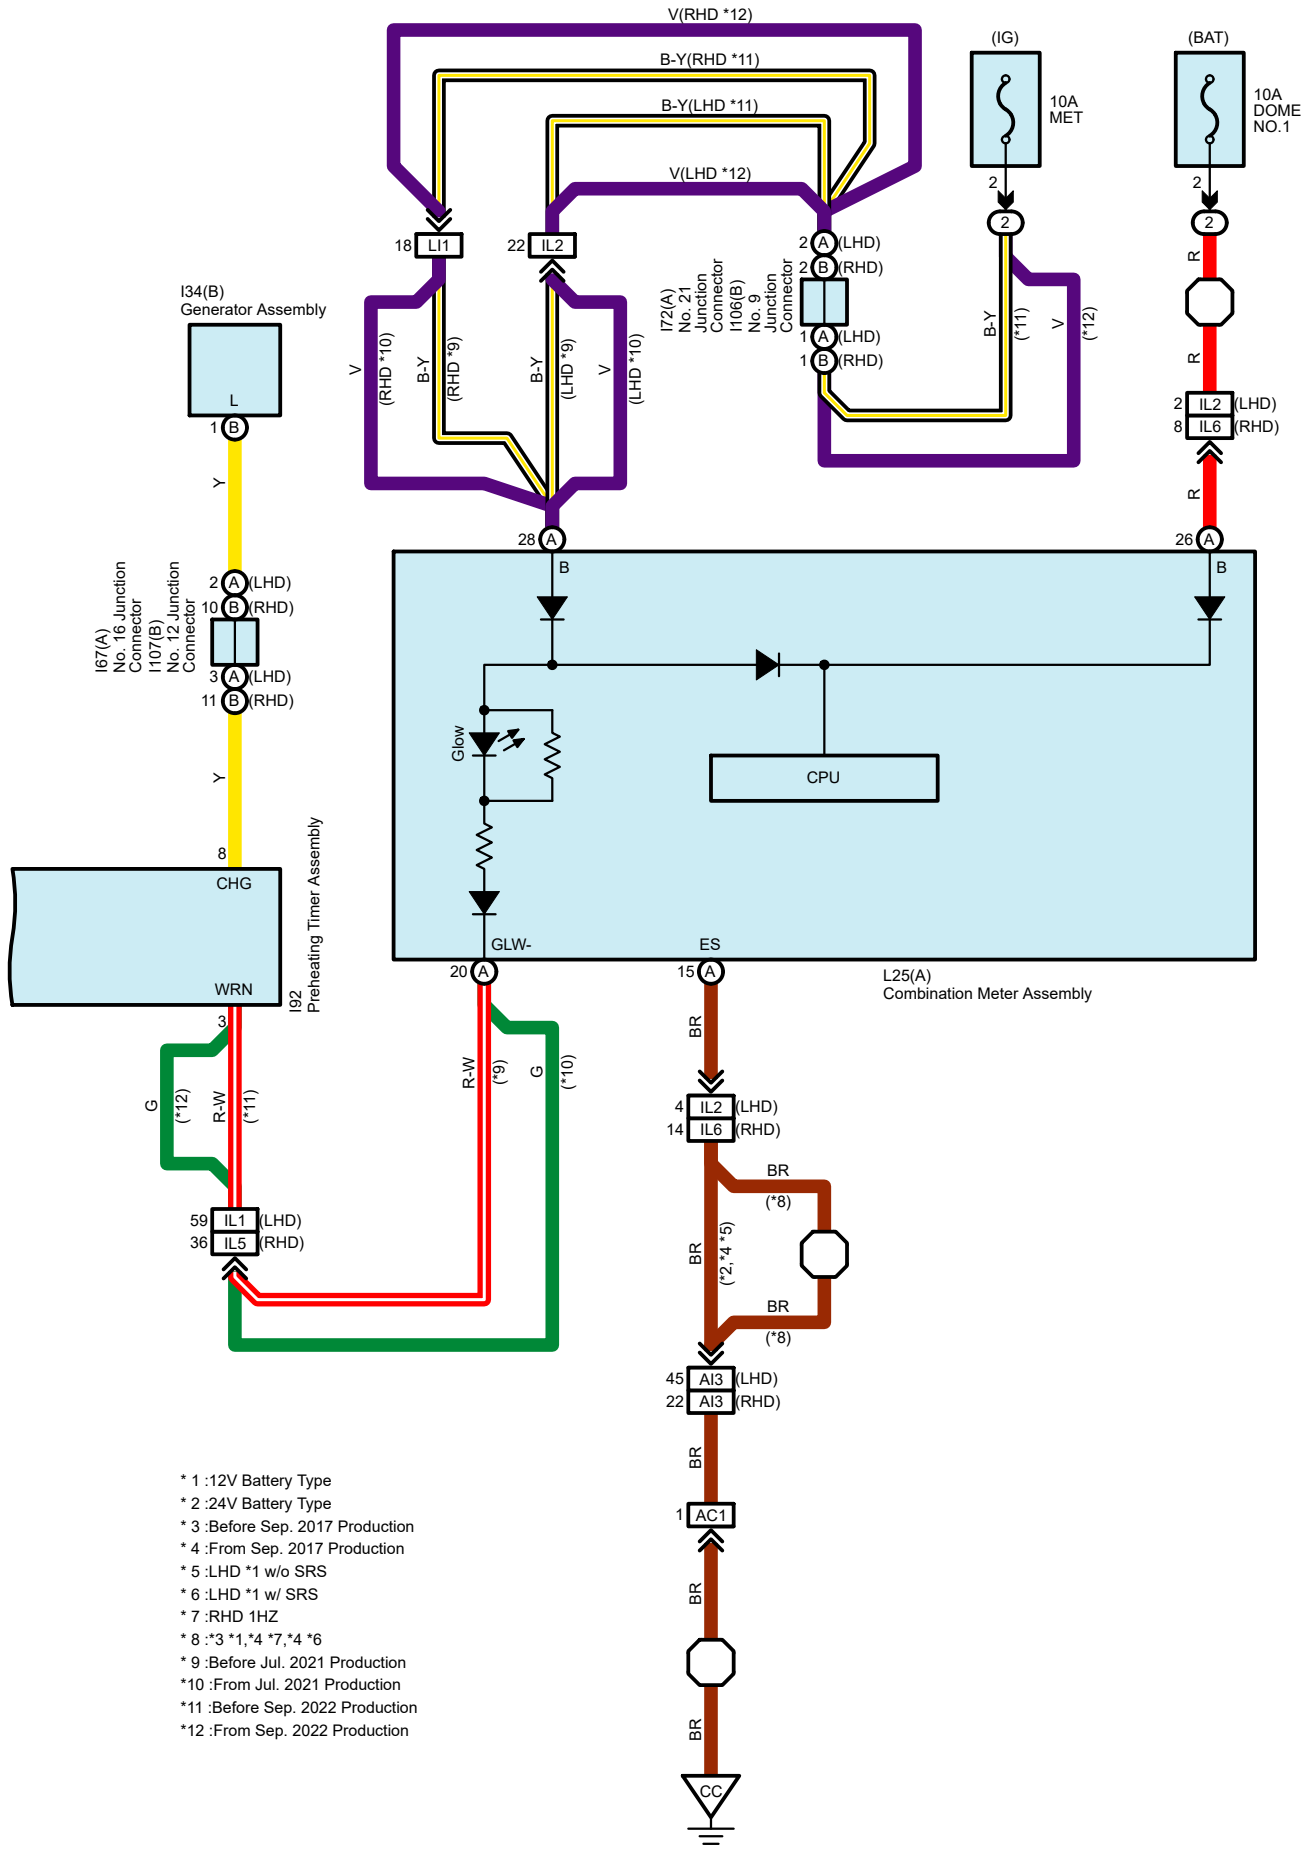 V(RHD *12)
B-Y(RHD *11)
B-Y(LHD *11)
V(LHD *12)
(IG)
10A
MET
2
2
(BAT)
10A
DOME
NO.1
2
2
R
R
2 IL2 (LHD)
8 IL6 (RHD)
R
26 A
B
18 LI1
22 IL2
2 A (LHD)
2 B (RHD)
I72(A)
No. 21
Junction
Connector
I106(B)
No. 9
Junction
Connector
1 A (LHD)
1 B (RHD)
B-Y
(*11)
V
(*12)
V
(RHD *10)
B-Y
(RHD *9)
B-Y
(LHD *9)
V
(LHD *10)
28 A
B
I34(B)
Generator Assembly
L
1 B
Y
2 A (LHD)
10 B (RHD)
I67(A)
No. 16 Junction
Connector
I107(B)
No. 12 Junction
Connector
3 A (LHD)
11 B (RHD)
Y
8
CHG
WRN
3
I92
Preheating Timer Assembly
Glow
CPU
GLW-
20 A
ES
15 A
L25(A)
Combination Meter Assembly
G
(*12)
R-W
(*11)
R-W
(*9)
G
(*10)
59 IL1 (LHD)
36 IL5 (RHD)
BR
4 IL2 (LHD)
14 IL6 (RHD)
BR
(*8)
BR
(*2,*4 *5)
BR
(*8)
45 AI3 (LHD)
22 AI3 (RHD)
BR
1 AC1
BR
BR
CC
* 1 :12V Battery Type
* 2 :24V Battery Type
* 3 :Before Sep. 2017 Production
* 4 :From Sep. 2017 Production
* 5 :LHD *1 w/o SRS
* 6 :LHD *1 w/ SRS
* 7 :RHD 1HZ
* 8 :*3 *1,*4 *7,*4 *6
* 9 :Before Jul. 2021 Production
*10 :From Jul. 2021 Production
*11 :Before Sep. 2022 Production
*12 :From Sep. 2022 Production